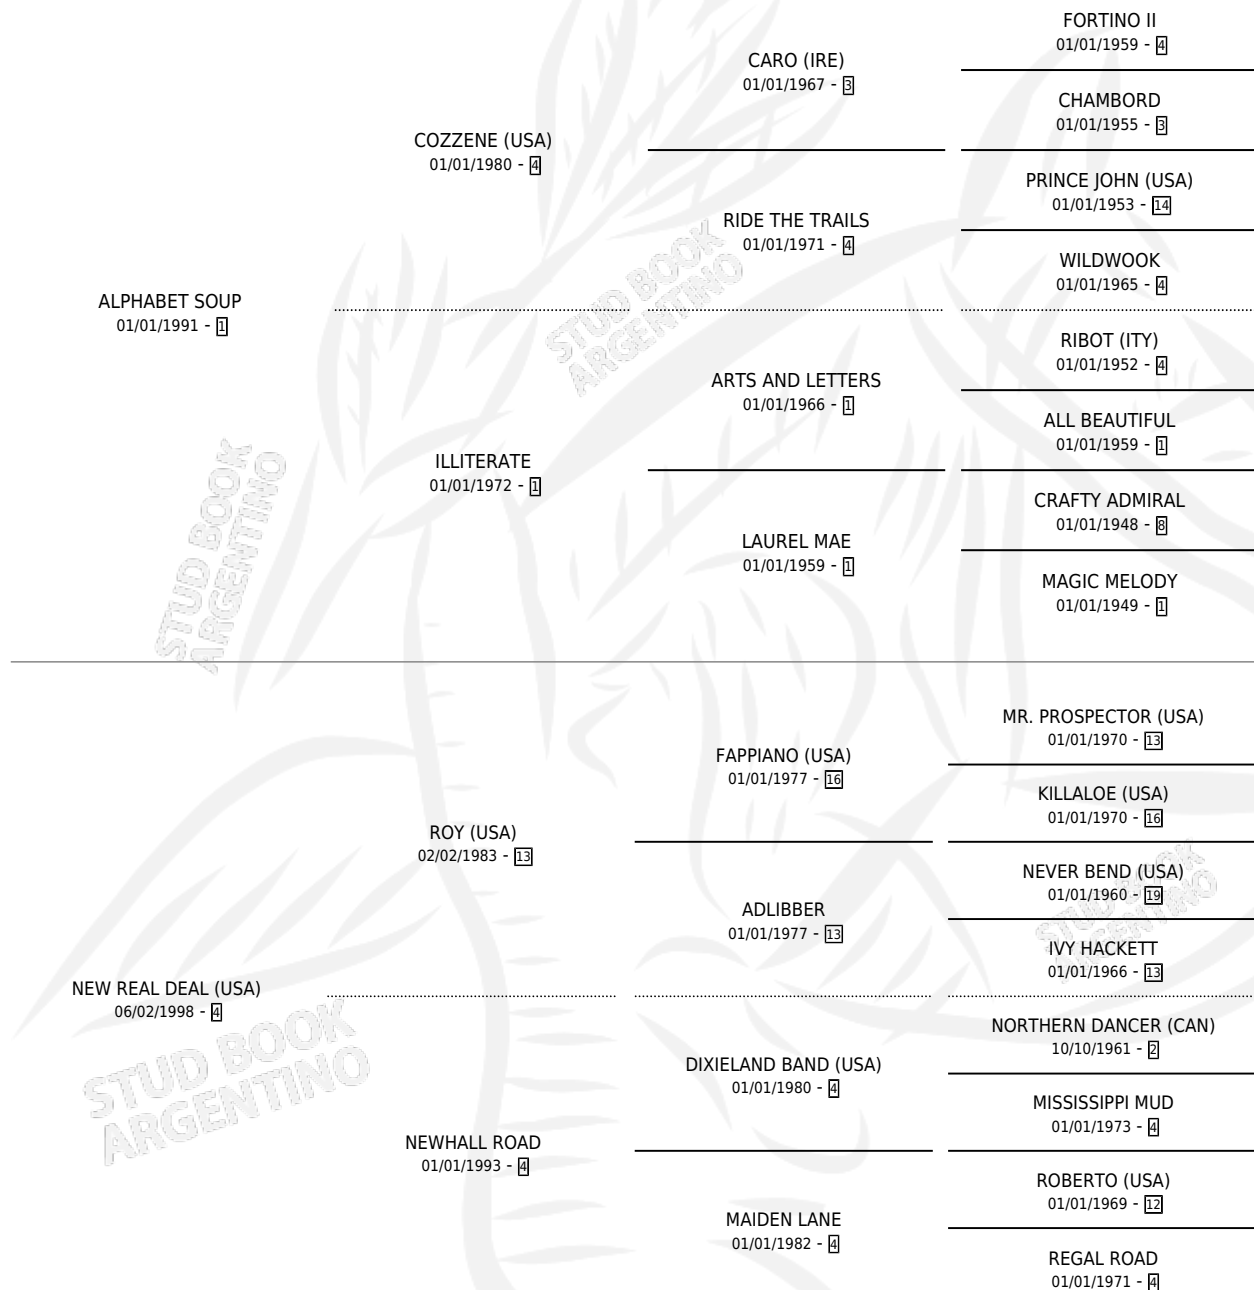 FORTINO II
01/01/1959 - 4
CARO (IRE)
01/01/1967 - 3
CHAMBORD
01/01/1955 - 3
COZZENE (USA)
01/01/1980 - 4
PRINCE JOHN (USA)
01/01/1953 - 14
RIDE THE TRAILS
01/01/1971 - 4
WILDWOOK
01/01/1965 - 4
ALPHABET SOUP
01/01/1991 - 1
STUD BOOK
ARGENTINO
RIBOT (ITY)
01/01/1952 - 4
ARTS AND LETTERS
01/01/1966 - 1
ALL BEAUTIFUL
01/01/1959 - 1
ILLITERATE
01/01/1972 - 1
CRAFTY ADMIRAL
01/01/1948 - 8
LAUREL MAE
01/01/1959 - 1
MAGIC MELODY
01/01/1949 - 1
STUD BOOK
ARGENTINO
MR. PROSPECTOR (USA)
01/01/1970 - 13
FAPPIANO (USA)
01/01/1977 - 16
KILLALOE (USA)
01/01/1970 - 16
ROY (USA)
02/02/1983 - 13
NEVER BEND (USA)
01/01/1960 - 19
STUD BOOK
ARGENTINO
ADLIBBER
01/01/1977 - 13
IVY HACKETT
01/01/1966 - 13
NEW REAL DEAL (USA)
06/02/1998 - 4
STUD BOOK
ARGENTINO
NORTHERN DANCER (CAN)
10/10/1961 - 2
DIXIELAND BAND (USA)
01/01/1980 - 4
MISSISSIPPI MUD
01/01/1973 - 4
NEWHALL ROAD
01/01/1993 - 4
ROBERTO (USA)
01/01/1969 - 12
MAIDEN LANE
01/01/1982 - 4
REGAL ROAD
01/01/1971 - 4